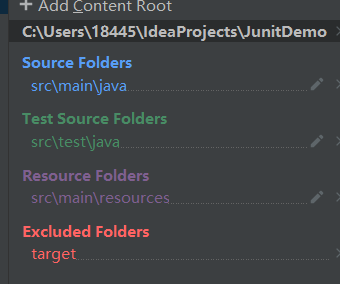 + Add Content Root
C:\Users\18445\IdeaProjects\JunitDemo
Source Folders
src\main\java
Test Source Folders
src\test\java
Resource Folders
src\main\resources
Excluded Folders
target